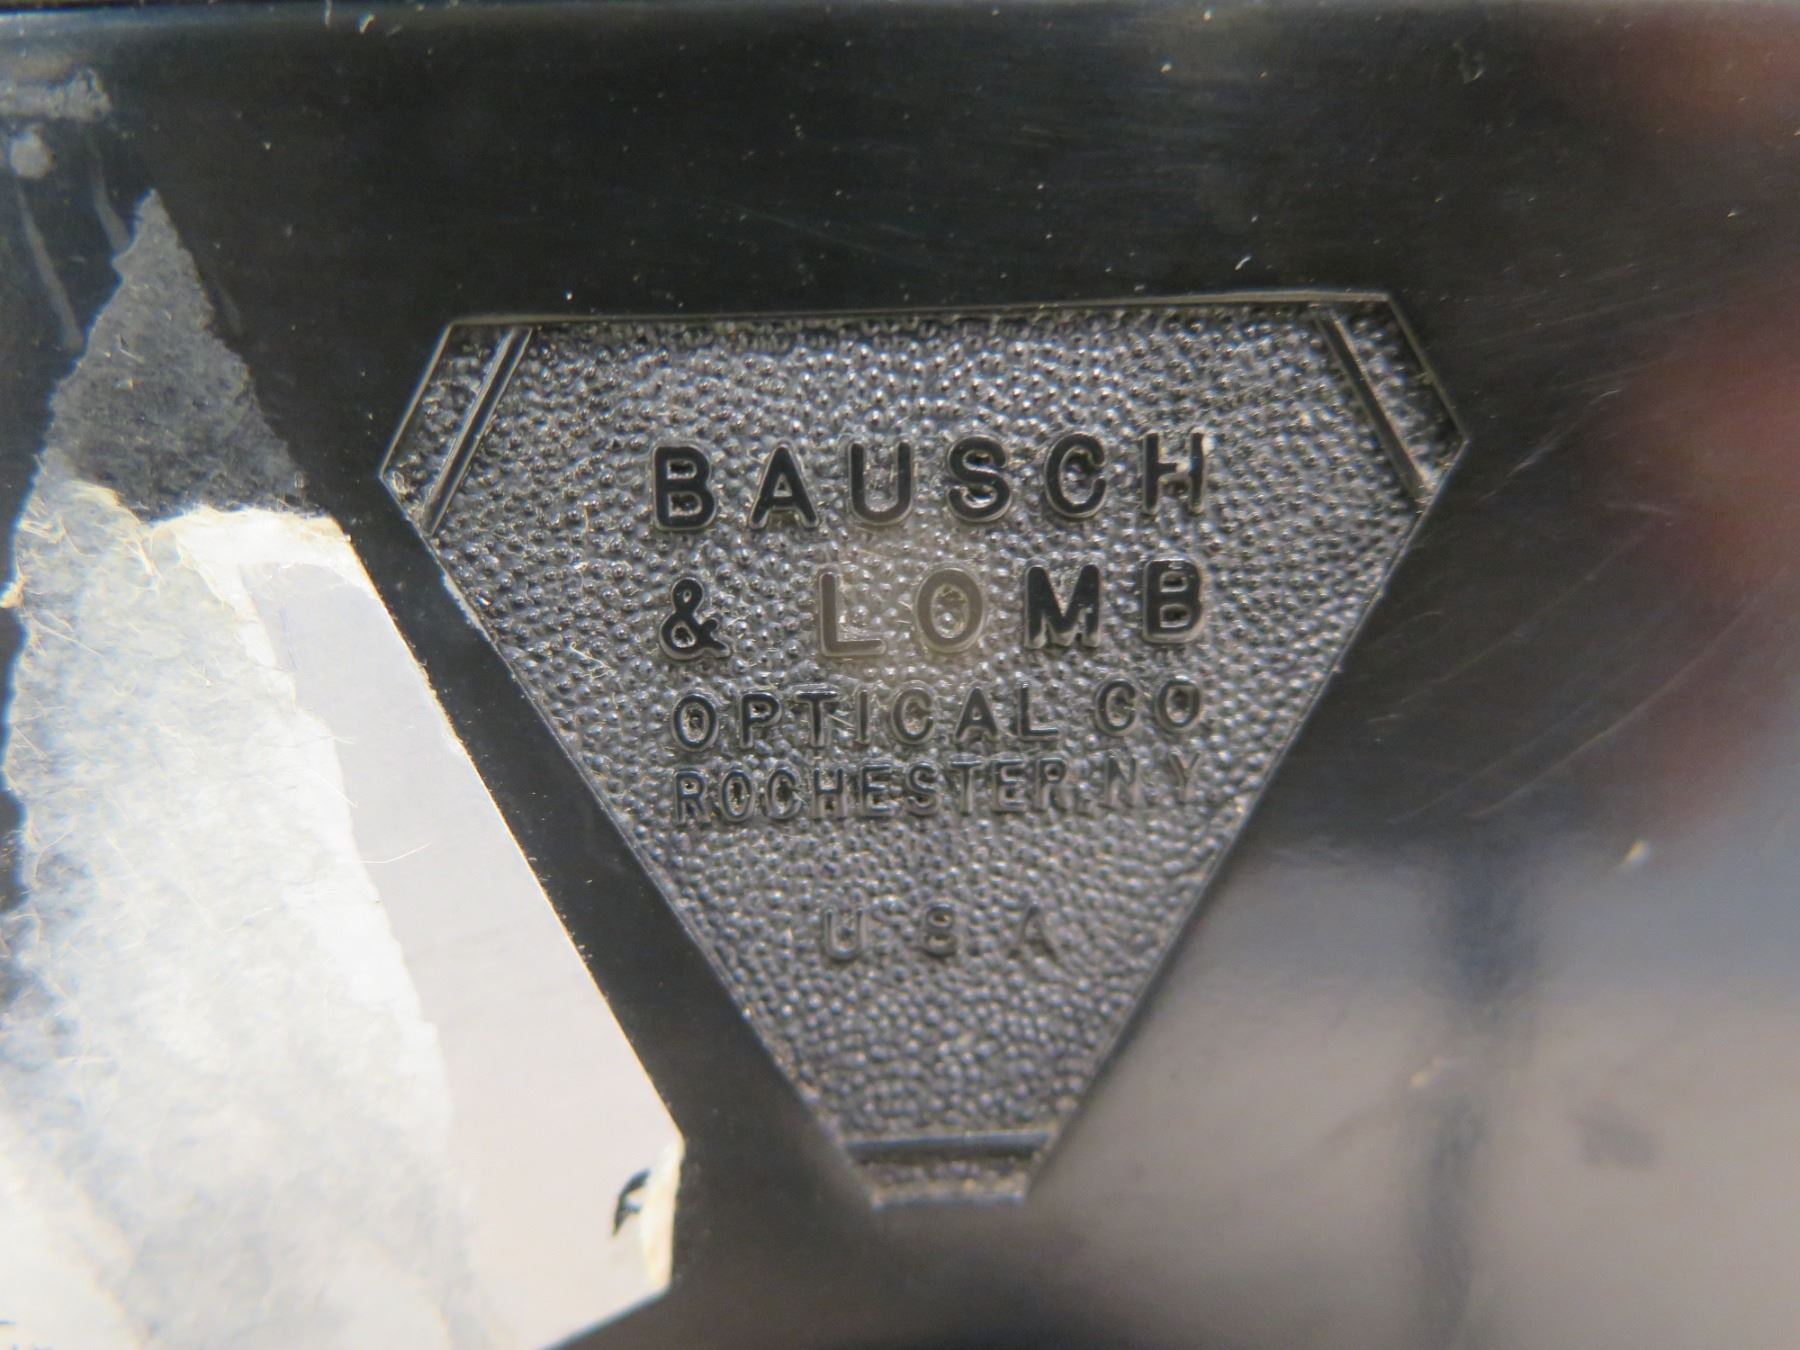 BAUSCH
& LOMB
OPTICAL CO
ROCHESTER, N Y
U S A